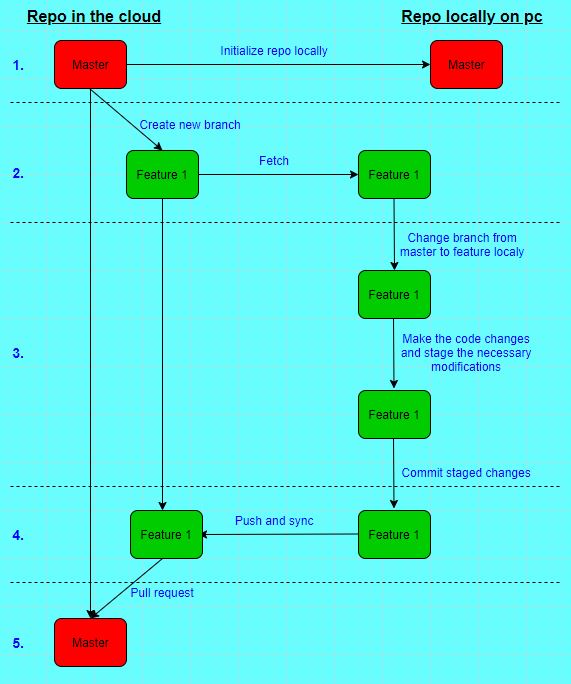 Repo in the cloud
Repo locally on pc
1.
Master
Initialize repo locally
Master
Create new branch
2.
Feature 1
Fetch
Feature 1
Change branch from
master to feature localy
Feature 1
3.
Make the code changes
and stage the necessary
modifications
Feature 1
Commit staged changes
4.
Feature 1
Push and sync
Feature 1
Pull request
5.
Master